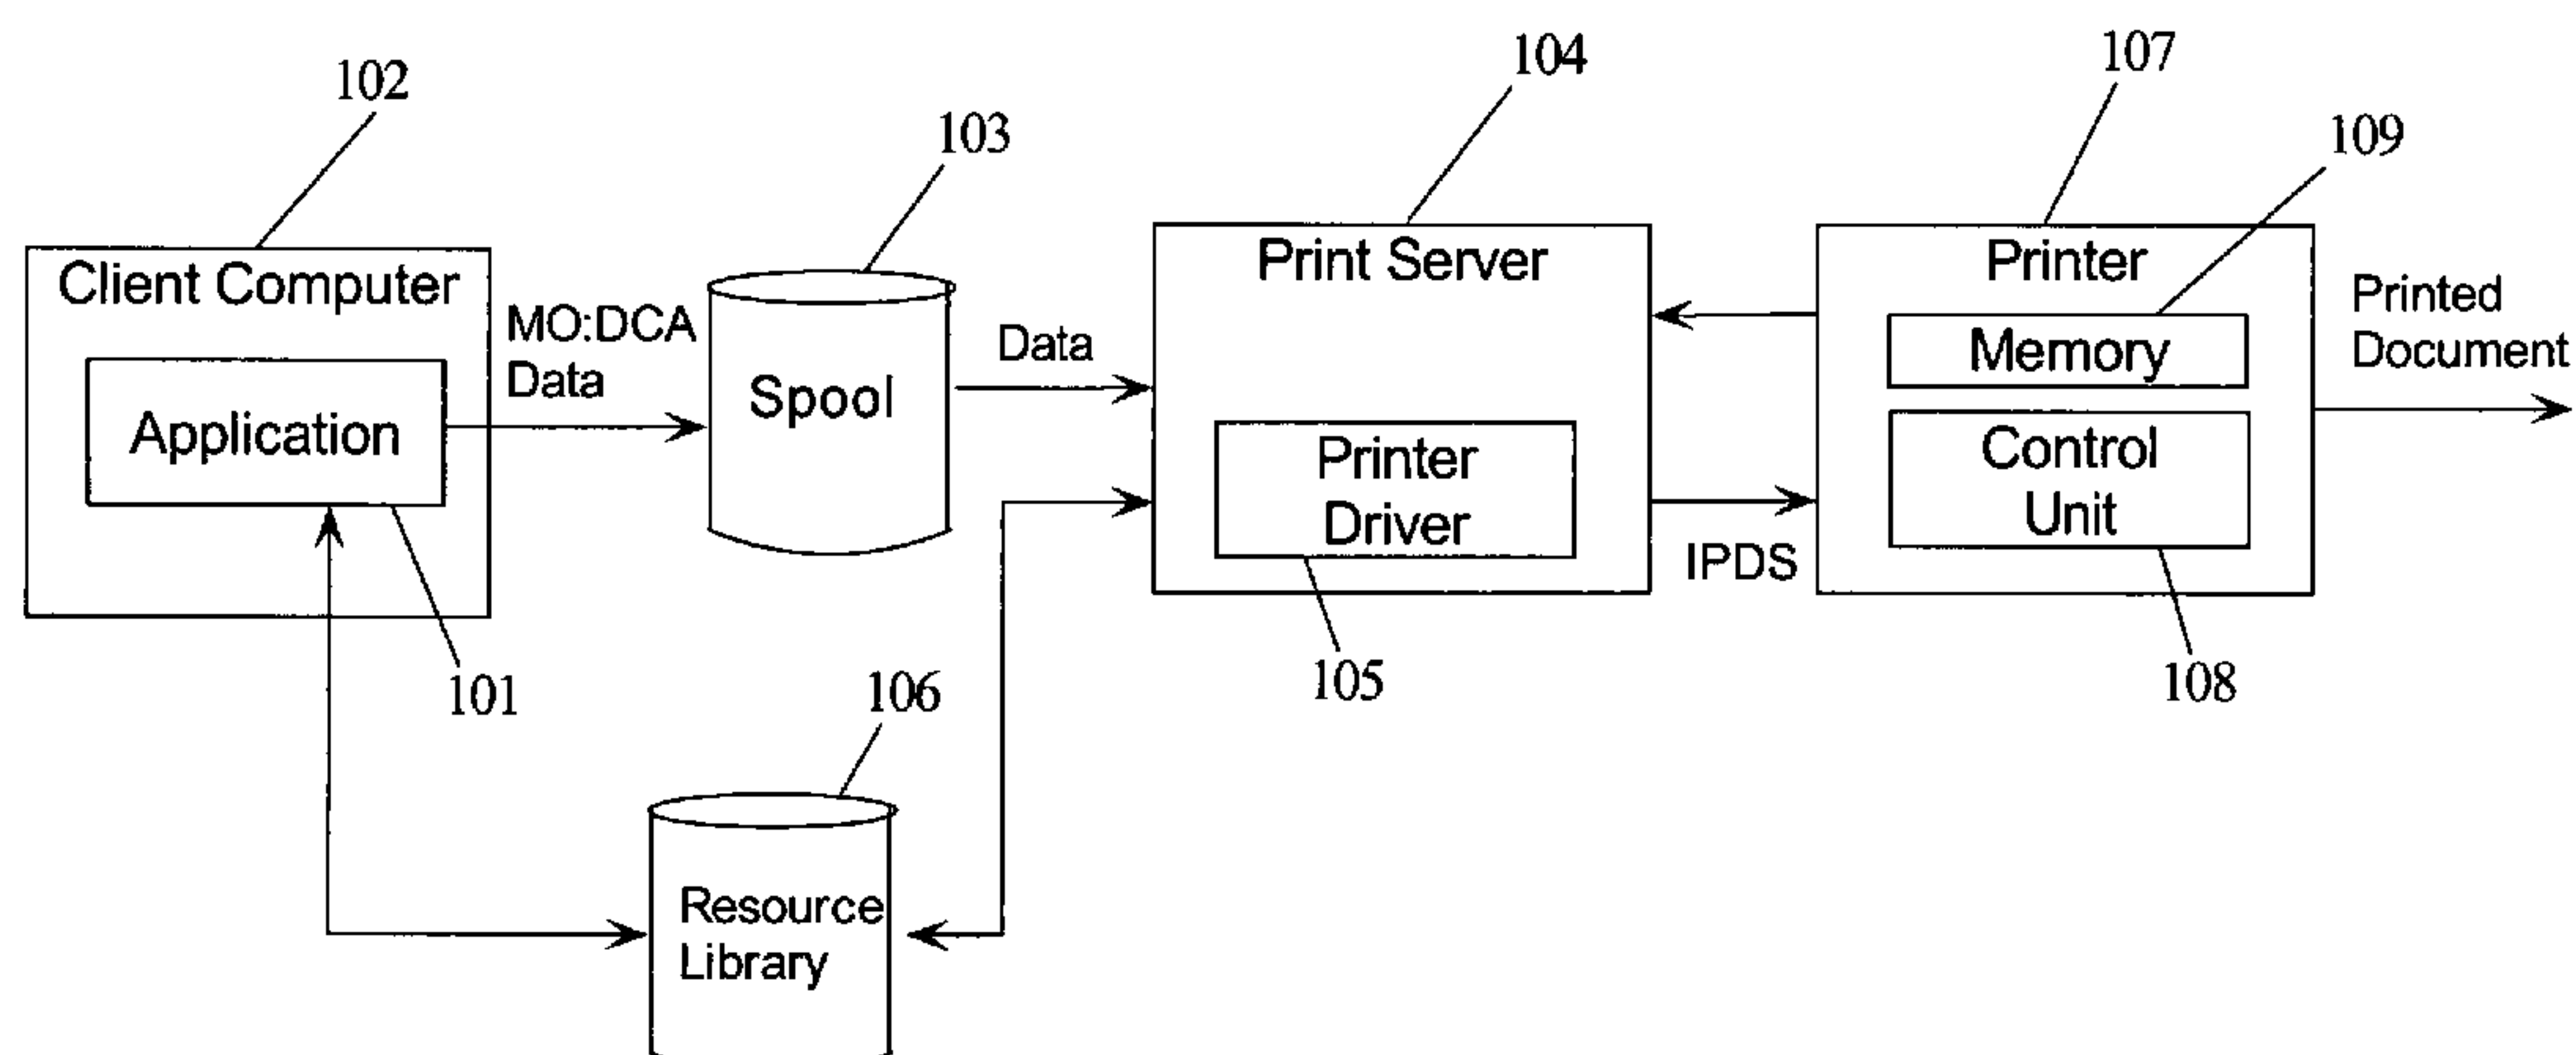 102
103
104
107
109
Client Computer
Application
MO:DCA
Data
Spool
Data
Print Server
Printer
Driver
IPDS
Printer
Memory
Control
Unit
Printed
Document
101
106
105
108
Resource
Library